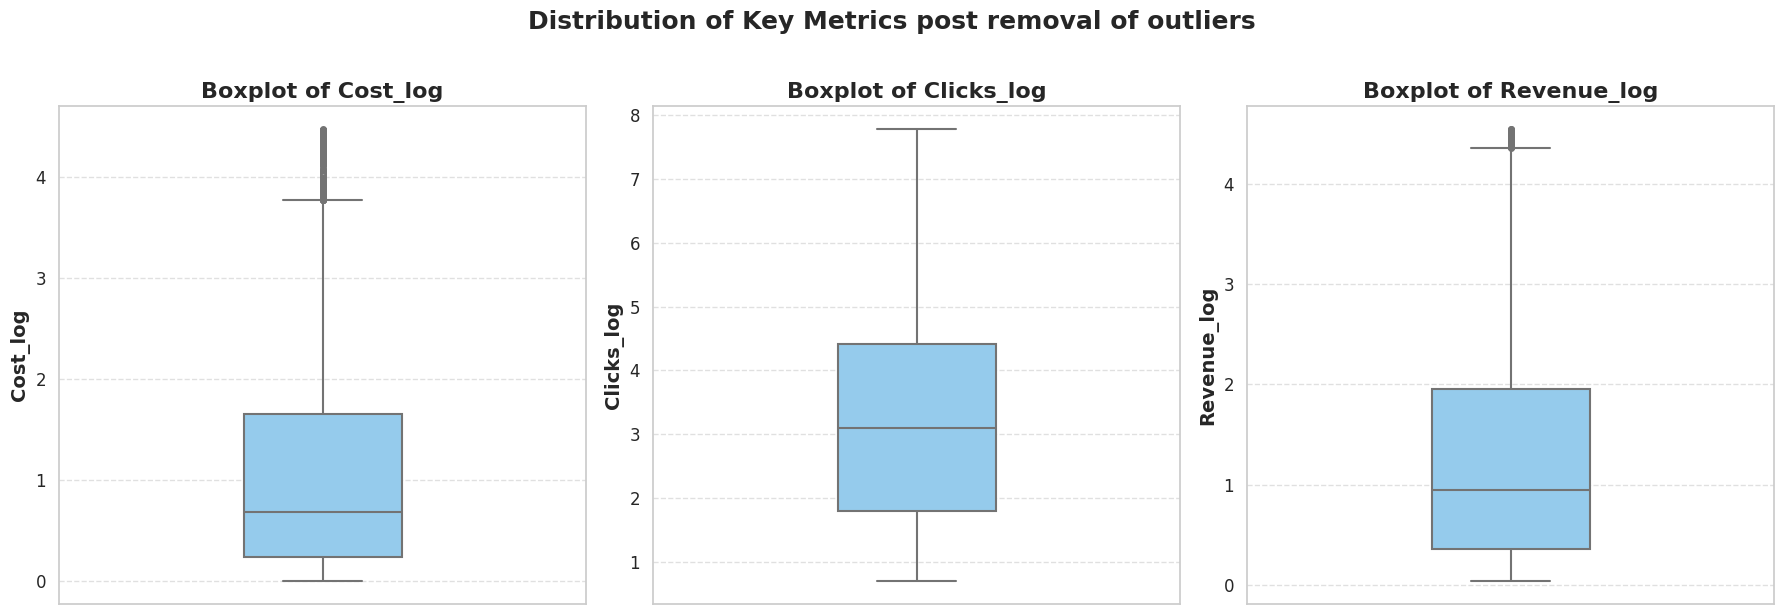 Distribution of Key Metrics post removal of outliers
Boxplot of Cost_log
Cost_log
4
3
2
1
0
Boxplot of Clicks_log
Clicks_log
8
7
6
5
4
3
2
1
Boxplot of Revenue_log
Revenue_log
4
3
2
1
0